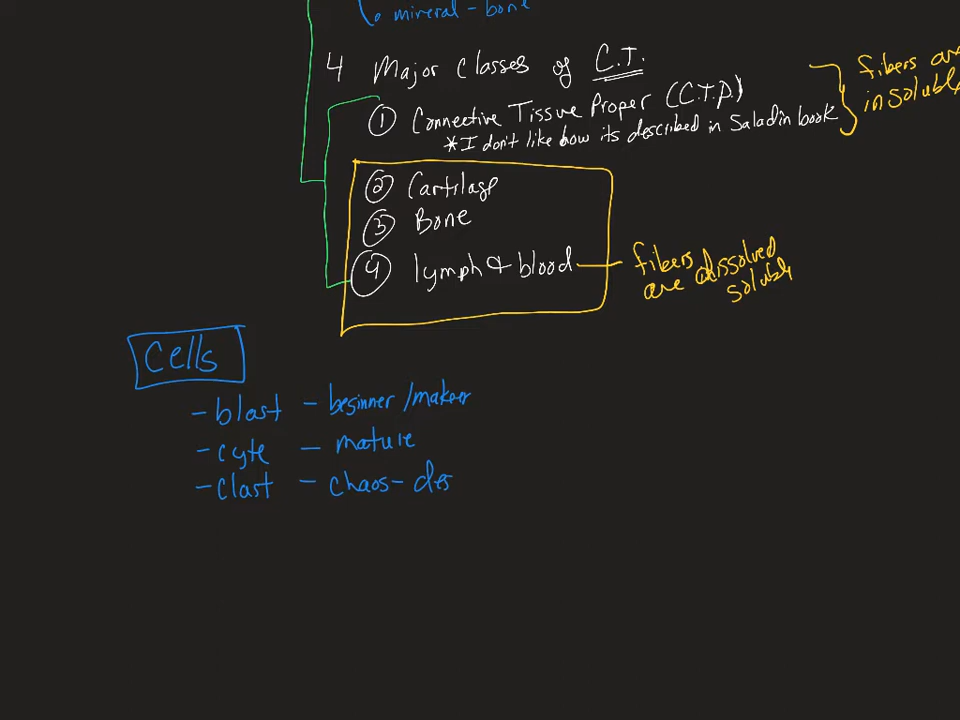 mineral - bone
4 Major Classes of C.T.
fibers are
insoluble
① Connective Tissue Proper (C.T.P.)
*I don't like how its described in Saladin book
② Cartilage
③ Bone
④ lymph & blood
fibers
are dissolved
soluble
Cells
- blast - beginner/maker
- cyte - mature
- clast - chaos - des